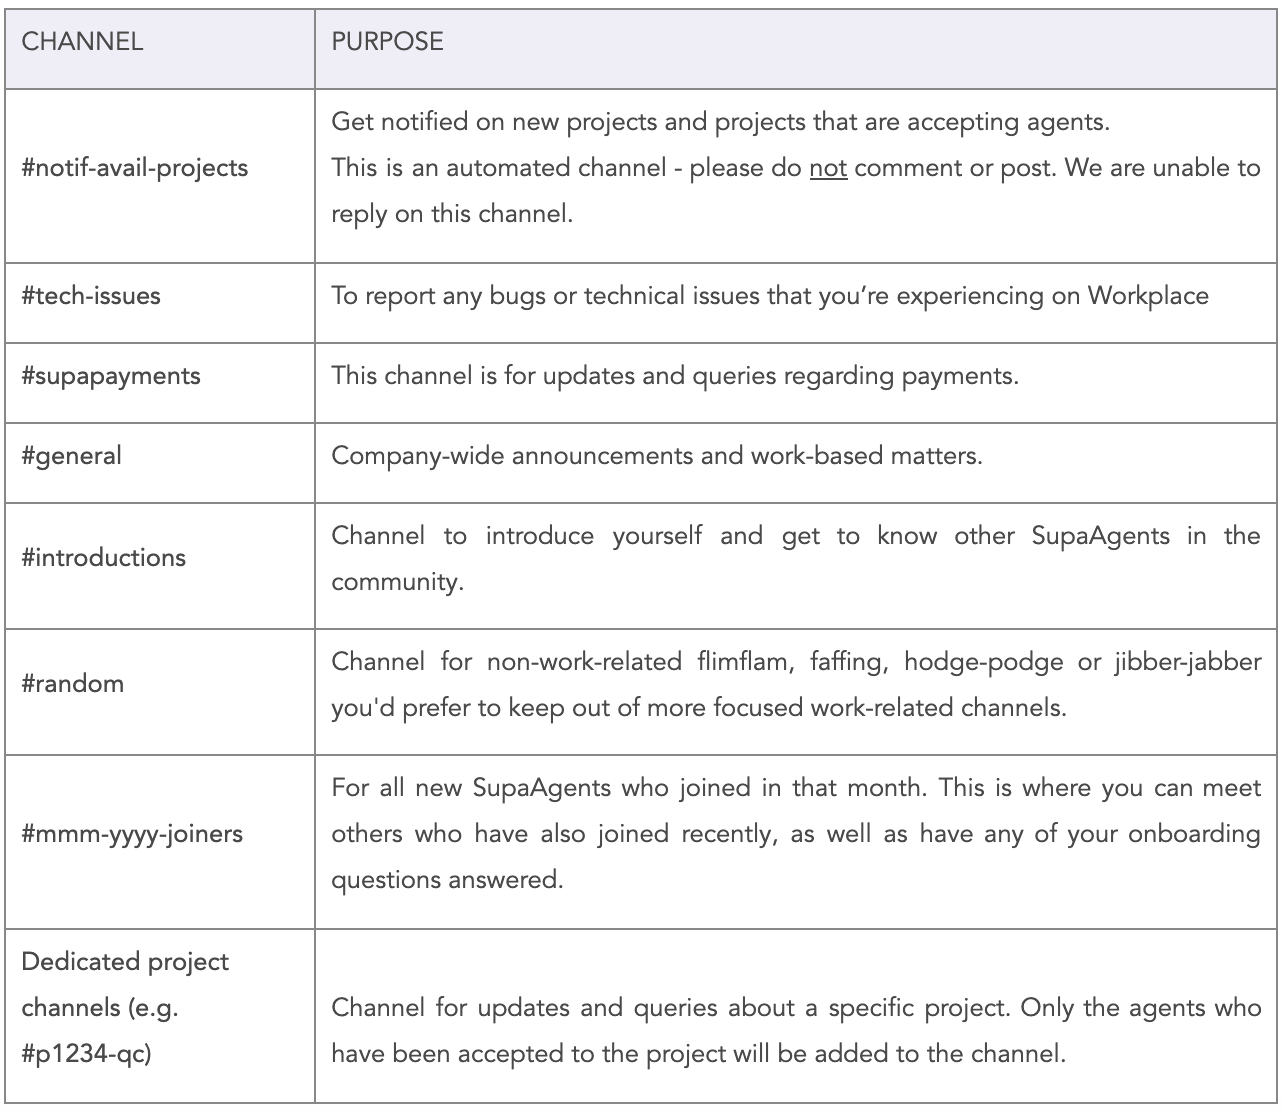 CHANNEL
PURPOSE
#notif-avail-projects
Get notified on new projects and projects that are accepting agents.
This is an automated channel - please do not comment or post. We are unable to
reply on this channel.
#tech-issues
To report any bugs or technical issues that you’re experiencing on Workplace
#supapayments
This channel is for updates and queries regarding payments.
#general
Company-wide announcements and work-based matters.
#introductions
Channel to introduce yourself and get to know other SupaAgents in the
community.
#random
Channel for non-work-related flimflam, faffing, hodge-podge or jibber-jabber
you'd prefer to keep out of more focused work-related channels.
#mmm-yyyy-joiners
For all new SupaAgents who joined in that month. This is where you can meet
others who have also joined recently, as well as have any of your onboarding
questions answered.
Dedicated project
channels (e.g.
#p1234-qc)
Channel for updates and queries about a specific project. Only the agents who
have been accepted to the project will be added to the channel.